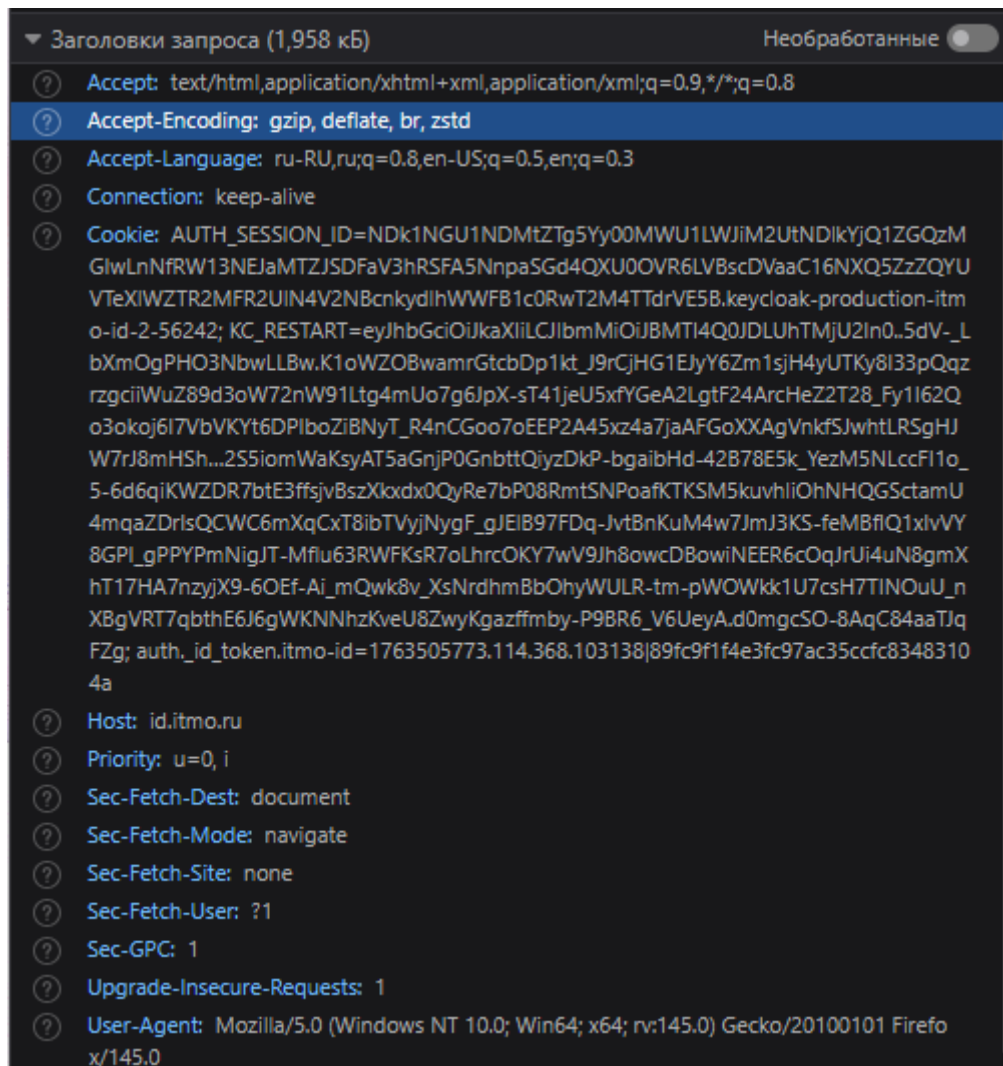 Заголовки запроса (1,958 кБ) Необработанные
Accept: text/html,application/xhtml+xml,application/xml;q=0.9,*/*;q=0.8
Accept-Encoding: gzip, deflate, br, zstd
Accept-Language: ru-RU,ru;q=0.8,en-US;q=0.5,en;q=0.3
Connection: keep-alive
Cookie: AUTH_SESSION_ID=NDk1NGU1NDMtZTg5Yy00MWU1LWJiM2UtNDlkYjQ1ZGQzM
GIwLnNfRW13NEJaMTZJSDFaV3hRSFA5NnpaSGd4QXU0OVR6LVBscDVaaC16NXQ5ZzZQYU
VTeXlWZTR2MFR2UlN4V2NBcnkydlhWWFB1c0RwT2M4TTdrVE5B.keycloak-production-itm
o-id-2-56242; KC_RESTART=eyJhbGciOiJkaXIiLCJlbmMiOiJBMTI4Q0JDLUhTMjU2In0..5dV-_L
bXmOgPHO3NbwLLBw.K1oWZOBwamrGtcbDp1kt_J9rCjHG1EJyY6Zm1sjH4yUTKy8I33pQqz
rzgciiWuZ89d3oW72nW91Ltg4mUo7g6JpX-sT41jeU5xfYGeA2LgtF24ArcHeZ2T28_Fy1I62Q
o3okoj6I7VbVKYt6DPIboZiBNyT_R4nCGoo7oEEP2A45xz4a7jaAFGoXXAgVnkfSJwhtLRSgHJ
W7rJ8mHSh...2S5iomWaKsyAT5aGnjP0GnbttQiyzDkP-bgaibHd-42B78E5k_YezM5NLccFI1o_
5-6d6qiKWZDR7btE3ffsjvBszXkxdx0QyRe7bP08RmtSNPoafKTKSM5kuvhliOhNHQGSctamU
4mqaZDrlsQCWC6mXqCxT8ibTVyjNygF_gJEIB97FDq-JvtBnKuM4w7JmJ3KS-feMBflQ1xIvVY
8GPI_gPPYPmNigJT-Mflu63RWFKsR7oLhrcOKY7wV9Jh8owcDBowiNEER6cOqJrUi4uN8gmX
hT17HA7nzyjX9-6OEf-Ai_mQwk8v_XsNrdhmBbOhyWULR-tm-pWOWkk1U7csH7TINOuU_n
XBgVRT7qbthE6J6gWKNNhzKveU8ZwyKgazffmby-P9BR6_V6UeyA.d0mgcSO-8AqC84aaTJq
FZg; auth._id_token.itmo-id=1763505773.114.368.103138|89fc9f1f4e3fc97ac35ccfc8348310
4a
Host: id.itmo.ru
Priority: u=0, i
Sec-Fetch-Dest: document
Sec-Fetch-Mode: navigate
Sec-Fetch-Site: none
Sec-Fetch-User: ?1
Sec-GPC: 1
Upgrade-Insecure-Requests: 1
User-Agent: Mozilla/5.0 (Windows NT 10.0; Win64; x64; rv:145.0) Gecko/20100101 Firefo
x/145.0